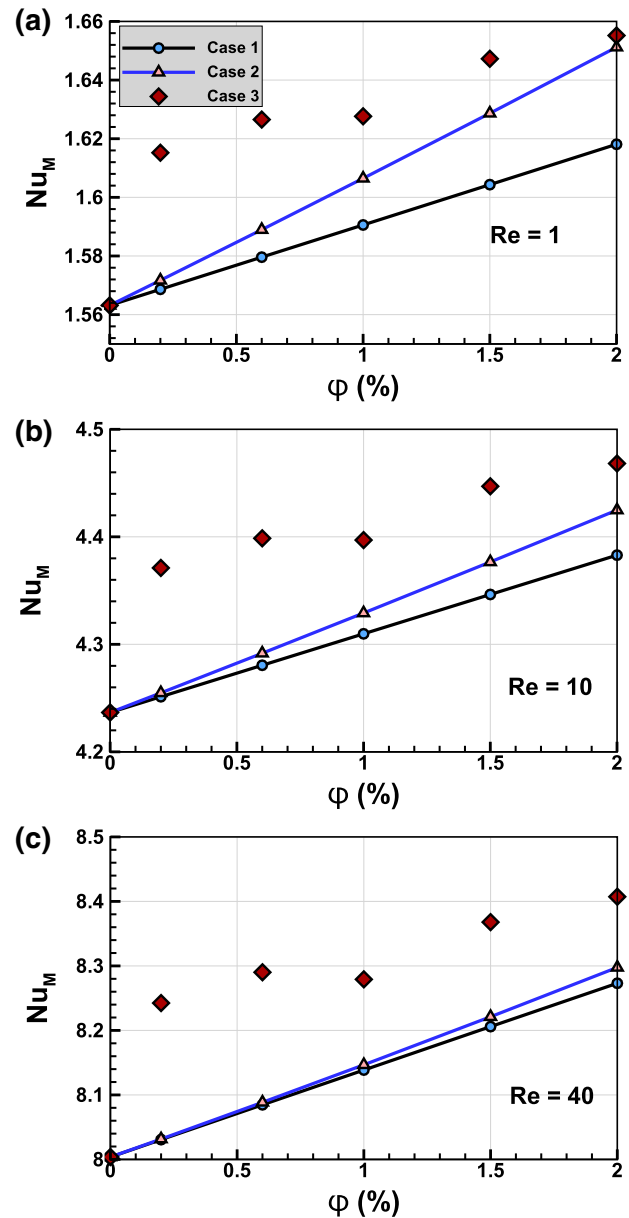 (a)
1.66
1.64
1.62
1.6
1.58
1.56
Nu_M
Case 1
Case 2
Case 3
Re = 1
0 0.5 1 1.5 2
φ (%)
(b)
4.5
4.4
4.3
4.2
Nu_M
Re = 10
0 0.5 1 1.5 2
φ (%)
(c)
8.5
8.4
8.3
8.2
8.1
8
Nu_M
Re = 40
0 0.5 1 1.5 2
φ (%)